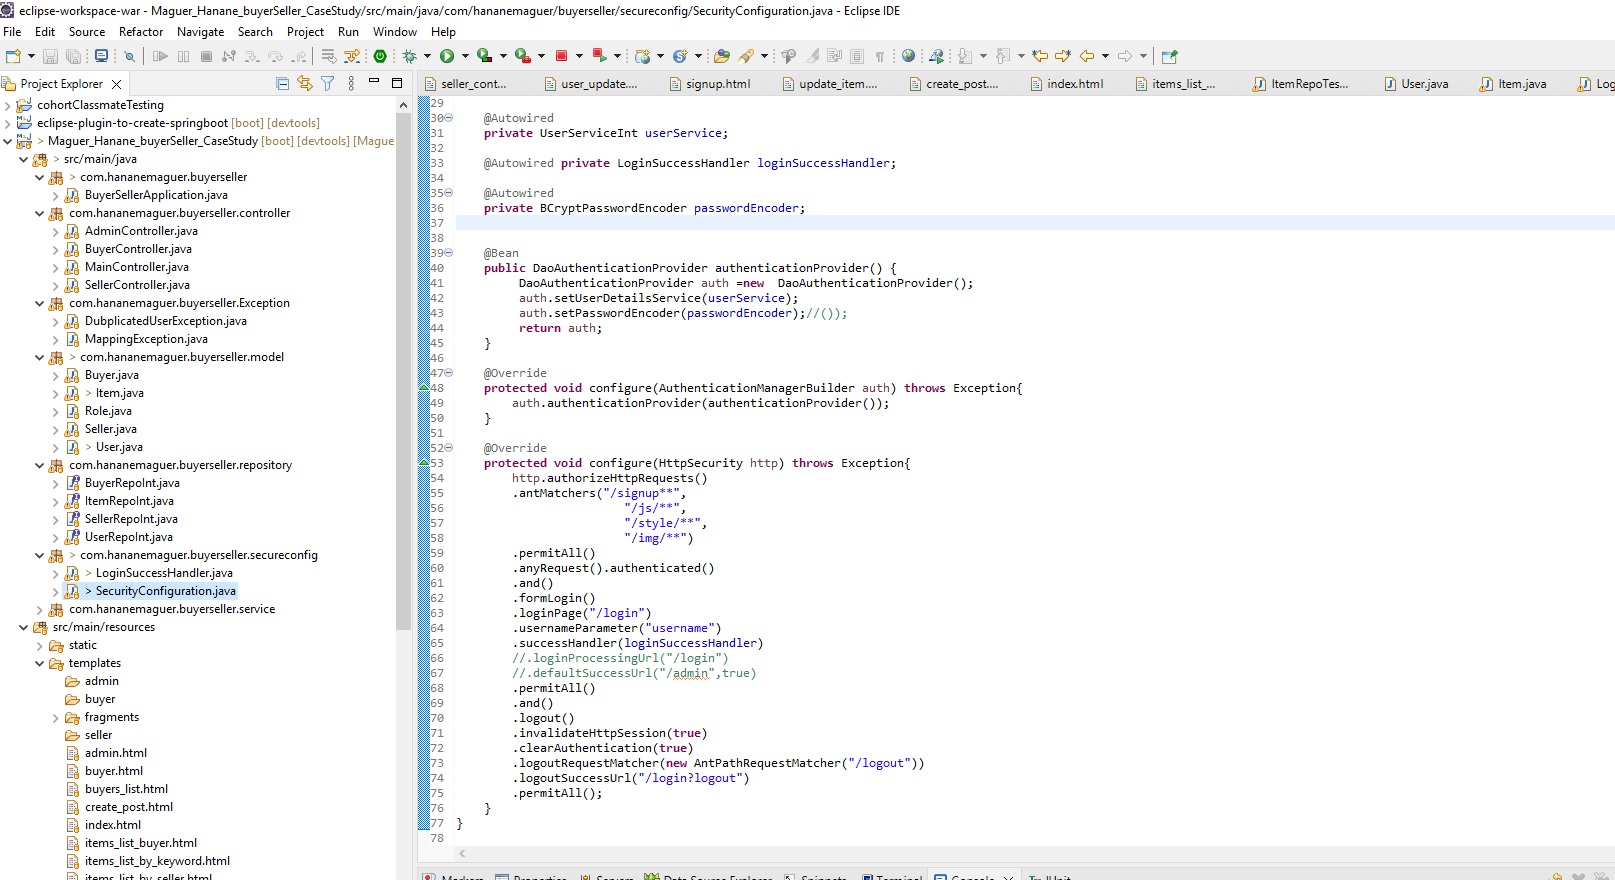 eclipse-workspace-war - Maguer_Hanane_buyerSeller_CaseStudy/src/main/java/com/hananemaguer/buyerseller/secureconfig/SecurityConfiguration.java - Eclipse IDE
File Edit Source Refactor Navigate Search Project Run Window Help
Project Explorer
cohortClassmateTesting
eclipse-plugin-to-create-springboot [boot] [devtools]
> Maguer_Hanane_buyerSeller_CaseStudy [boot] [devtools] [Mague
> src/main/java
> com.hananemaguer.buyerseller
BuyerSellerApplication.java
com.hananemaguer.buyerseller.controller
AdminController.java
BuyerController.java
MainController.java
SellerController.java
com.hananemaguer.buyerseller.Exception
DubplicatedUserException.java
MappingException.java
> com.hananemaguer.buyerseller.model
Buyer.java
> Item.java
Role.java
Seller.java
> User.java
com.hananemaguer.buyerseller.repository
BuyerRepoInt.java
ItemRepoInt.java
SellerRepoInt.java
UserRepoInt.java
> com.hananemaguer.buyerseller.secureconfig
> LoginSuccessHandler.java
> SecurityConfiguration.java
com.hananemaguer.buyerseller.service
src/main/resources
static
templates
admin
buyer
fragments
seller
admin.html
buyer.html
buyers_list.html
create_post.html
index.html
items_list_buyer.html
items_list_by_keyword.html
items_list_by_seller.html
seller_cont... user_update.... signup.html update_item.... create_post.... index.html items_list_... ItemRepoTes... User.java Item.java Log
29
30 @Autowired
31 private UserServiceInt userService;
32
33 @Autowired private LoginSuccessHandler loginSuccessHandler;
34
35 @Autowired
36 private BCryptPasswordEncoder passwordEncoder;
37
38
39 @Bean
40 public DaoAuthenticationProvider authenticationProvider() {
41 DaoAuthenticationProvider auth =new  DaoAuthenticationProvider();
42 auth.setUserDetailsService(userService);
43 auth.setPasswordEncoder(passwordEncoder);//());
44 return auth;
45 }
46
47 @Override
48 protected void configure(AuthenticationManagerBuilder auth) throws Exception{
49 auth.authenticationProvider(authenticationProvider());
50 }
51
52 @Override
53 protected void configure(HttpSecurity http) throws Exception{
54 http.authorizeHttpRequests()
55 .antMatchers("/signup**",
56 "/js/**",
57 "/style/**",
58 "/img/**")
59 .permitAll()
60 .anyRequest().authenticated()
61 .and()
62 .formLogin()
63 .loginPage("/login")
64 .usernameParameter("username")
65 .successHandler(loginSuccessHandler)
66 //.loginProcessingUrl("/login")
67 //.defaultSuccessUrl("/admin",true)
68 .permitAll()
69 .and()
70 .logout()
71 .invalidateHttpSession(true)
72 .clearAuthentication(true)
73 .logoutRequestMatcher(new AntPathRequestMatcher("/logout"))
74 .logoutSuccessUrl("/login?logout")
75 .permitAll();
76 }
77 }
78
Markers Properties Servers Data Source Explorer Snippets Terminal Console JUnit